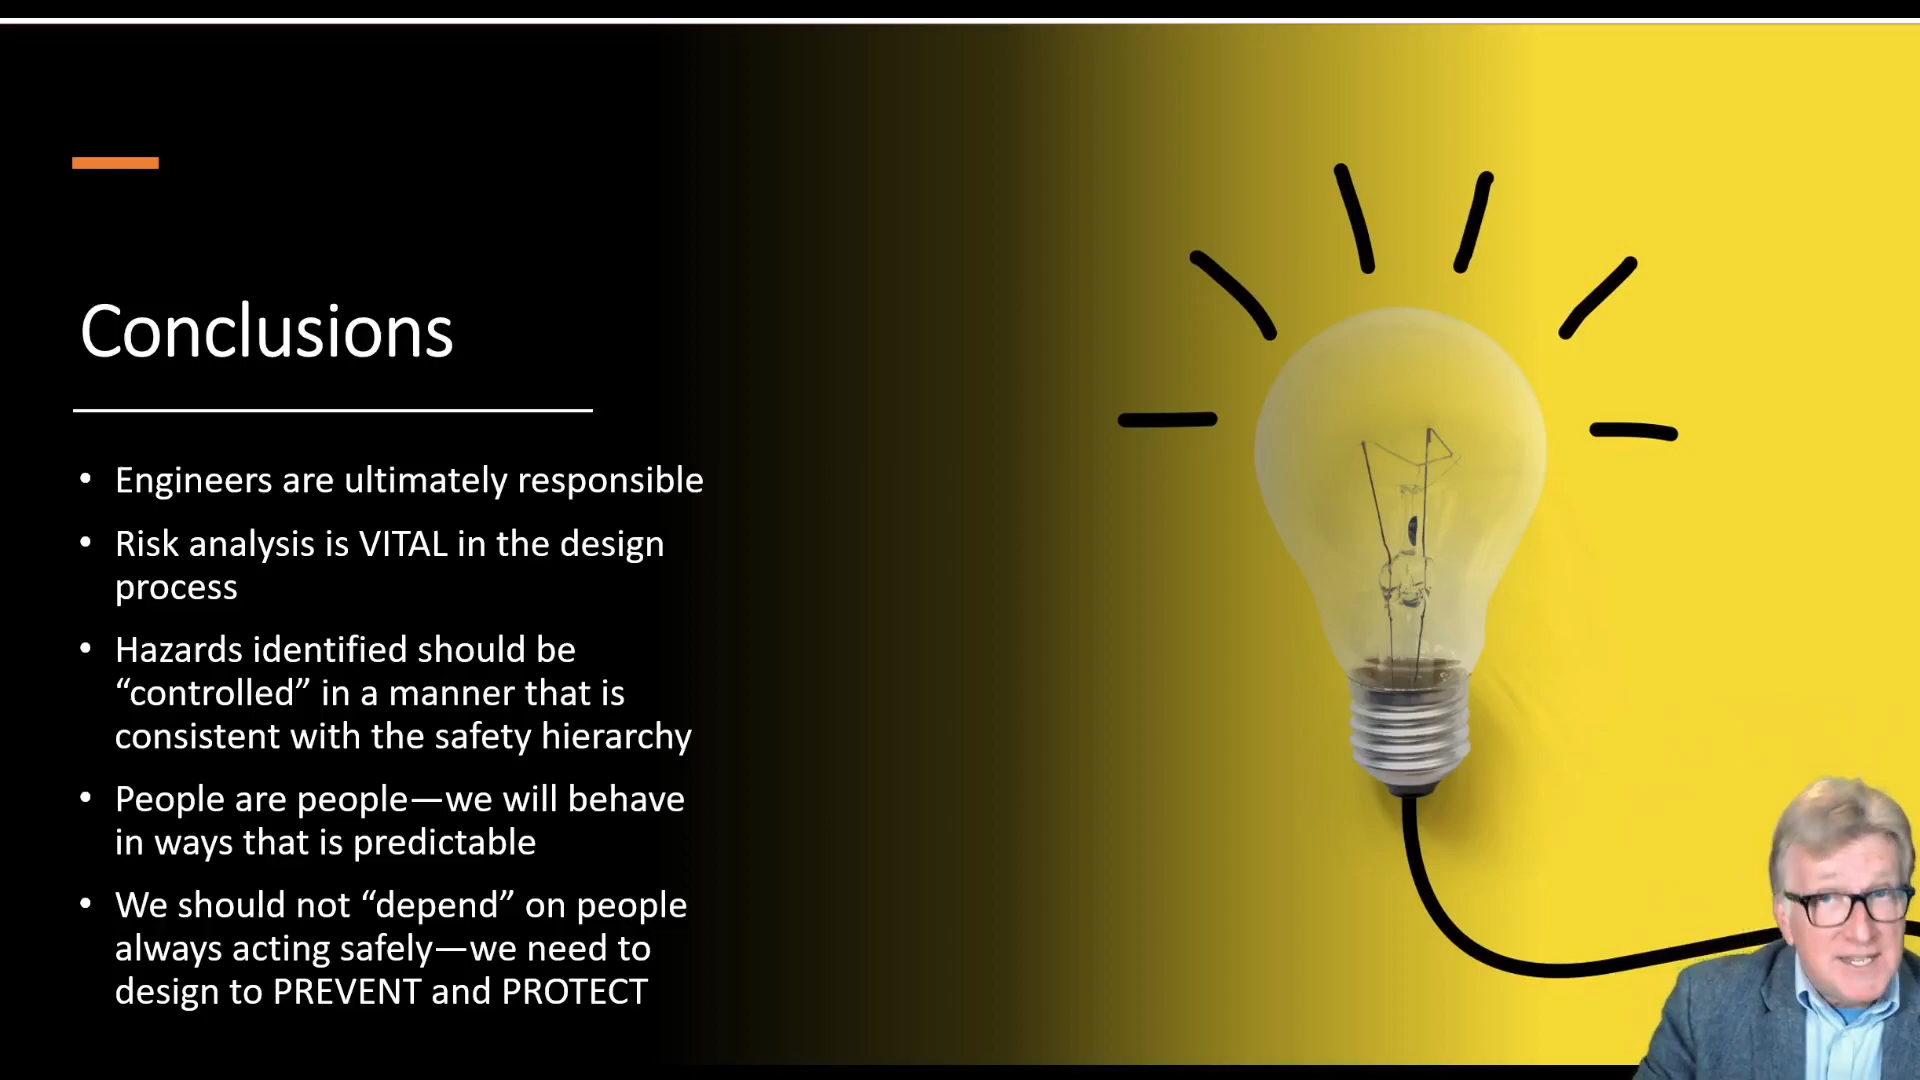 Conclusions
• Engineers are ultimately responsible
• Risk analysis is VITAL in the design
process
• Hazards identified should be
“controlled” in a manner that is
consistent with the safety hierarchy
• People are people—we will behave
in ways that is predictable
• We should not “depend” on people
always acting safely—we need to
design to PREVENT and PROTECT